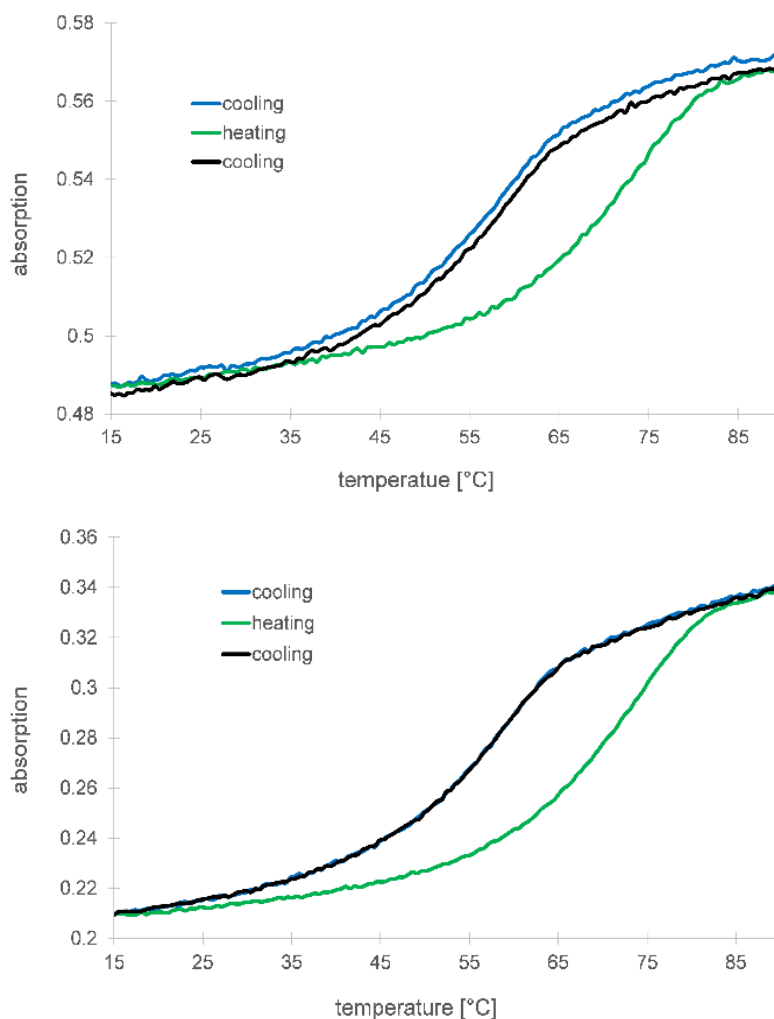 0.58
cooling
heating
cooling
0.56
0.54
0.52
0.5
0.48
absorption
15 25 35 45 55 65 75 85
temperatue [°C]
0.36
cooling
heating
cooling
0.34
0.32
0.3
0.28
0.26
0.24
0.22
0.2
absorption
15 25 35 45 55 65 75 85
temperature [°C]